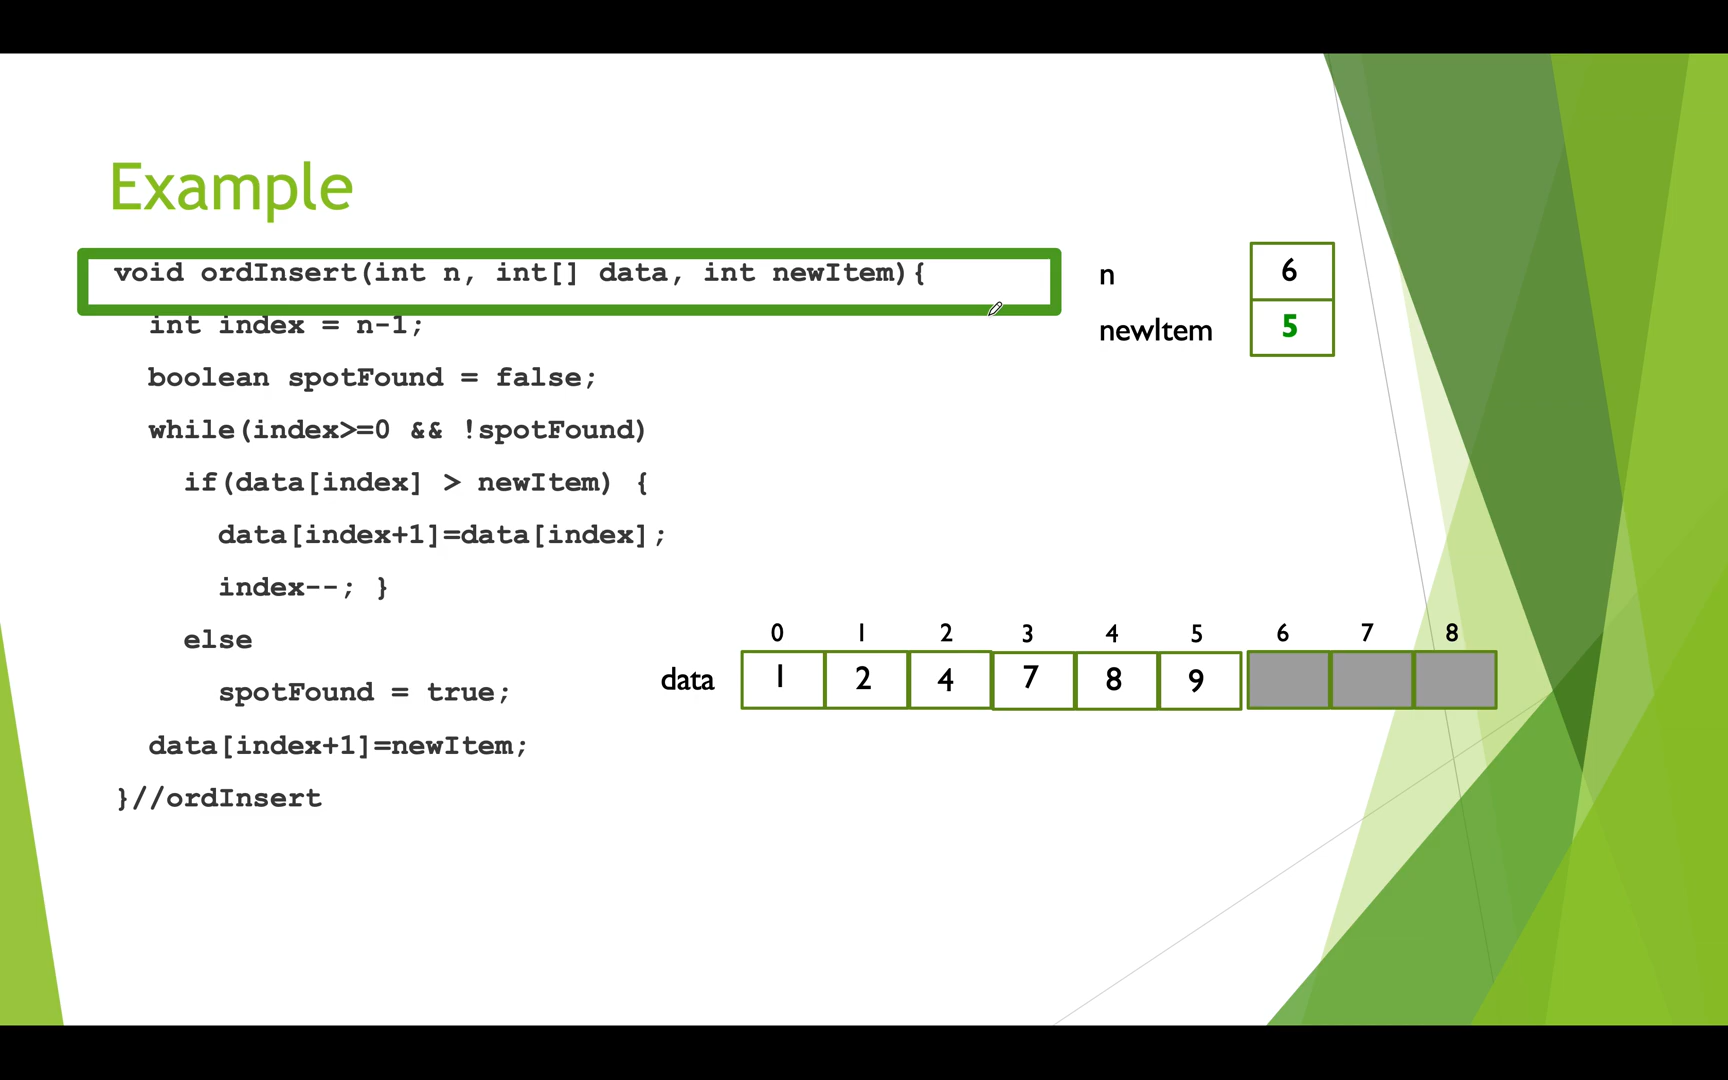 Example
void ordInsert(int n, int[] data, int newItem){
int index = n-1;
boolean spotFound = false;
while(index>=0 && !spotFound)
if(data[index] > newItem) {
data[index+1]=data[index];
index--; }
else
spotFound = true;
data[index+1]=newItem;
}//ordInsert
n 6
newItem 5
0 1 2 3 4 5 6 7 8
data 1 2 4 7 8 9